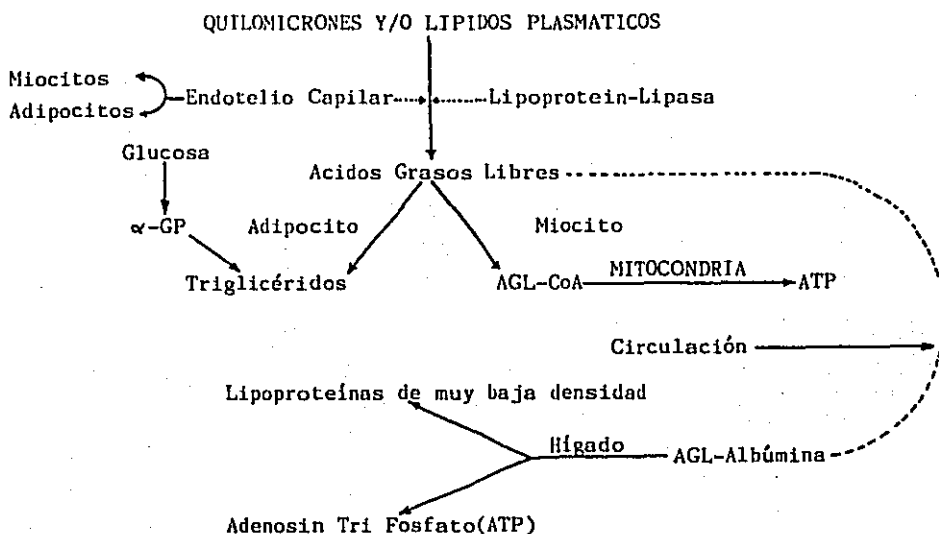 QUILOMICRONES Y/O LIPIDOS PLASMATICOS
Miocitos
Adipocitos
Endotelio Capilar
Lipoprotein-Lipasa
Glucosa
Acidos Grasos Libres
α-GP
Adipocito
Miocito
Triglicéridos
AGL-CoA
MITOCONDRIA
ATP
Circulación
Lipoproteínas de muy baja densidad
Hígado
AGL-Albúmina
Adenosin Tri Fosfato(ATP)